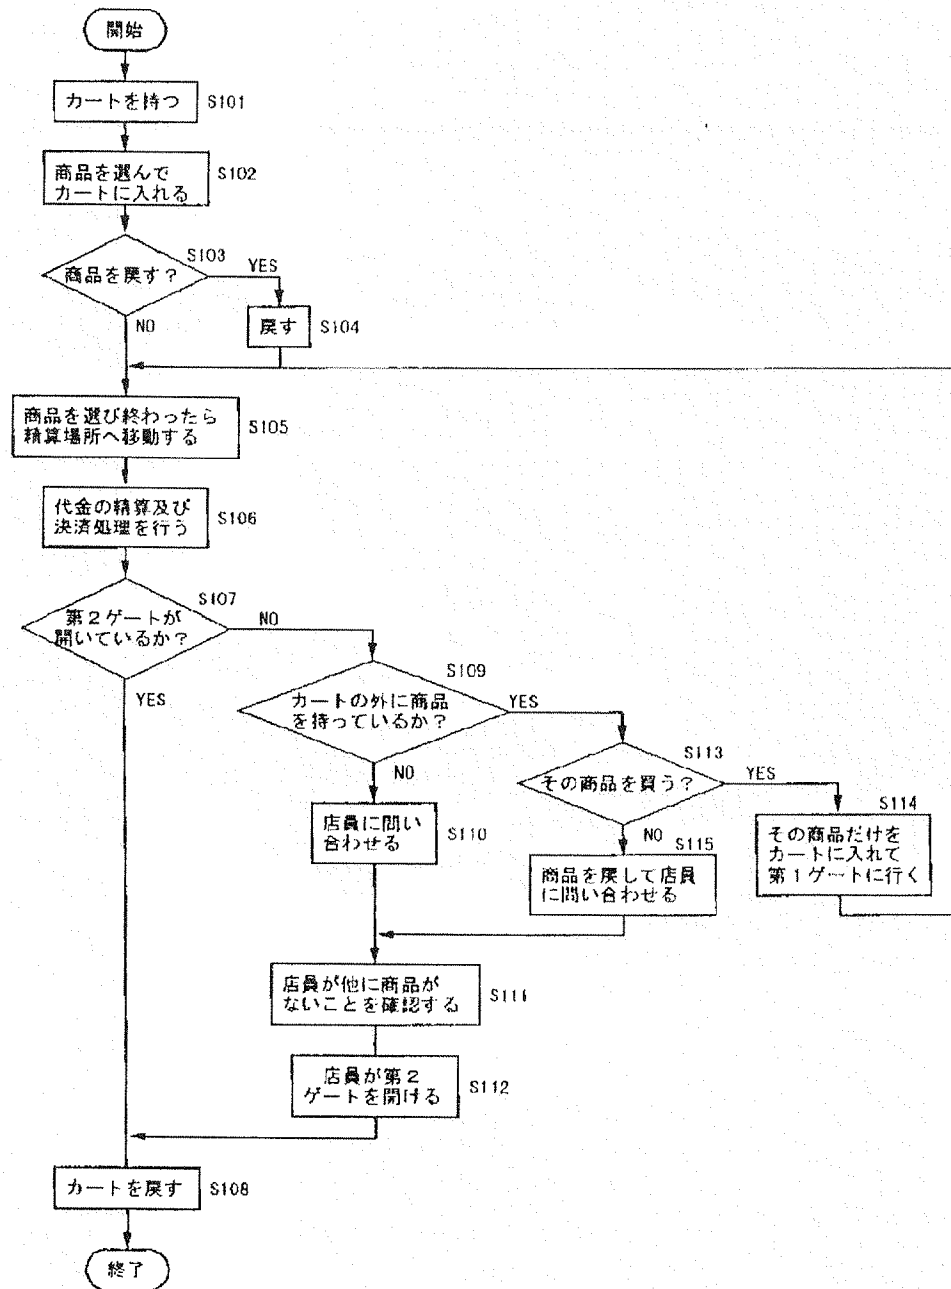 開始
カートを持つ S101
商品を選んで
カートに入れる
S102
商品を戻す?
S103
YES
NO
戻す S104
商品を選び終わったら
精算場所へ移動する
S105
代金の精算及び
決済処理を行う
S106
第2ゲートが
開いているか?
S107
NO
YES
カートの外に商品
を持っているか?
S109
YES
NO
その商品を買う?
S113
YES
NO
店員に問い
合わせる
S110
商品を戻して店員
に問い合わせる
S115
その商品だけを
カートに入れて
第1ゲートに行く
S114
店員が他に商品が
ないことを確認する
S111
店員が第2
ゲートを開ける
S112
カートを戻す S108
終了